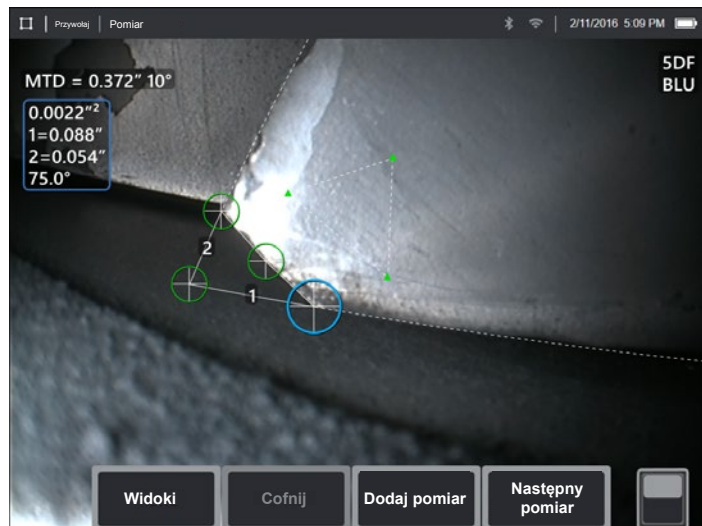 Przywołaj Pomiar 2/11/2016 5:09 PM
5DF
BLU
MTD = 0.372" 10°
0.0022"²
1=0.088"
2=0.054"
75.0°
2
1
Widoki Cofnij Dodaj pomiar Następny pomiar